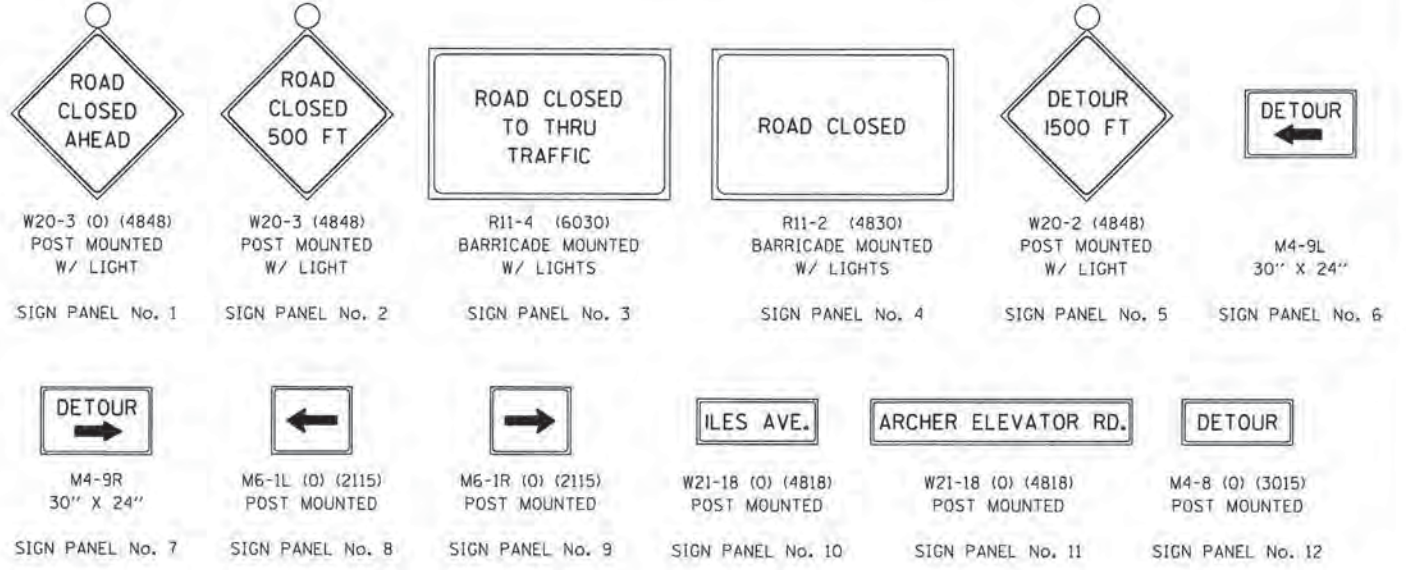 ROAD
CLOSED
AHEAD
W20-3 (O) (4848)
POST MOUNTED
W/ LIGHT
SIGN PANEL No. 1
ROAD
CLOSED
500 FT
W20-3 (4848)
POST MOUNTED
W/ LIGHT
SIGN PANEL No. 2
ROAD CLOSED
TO THRU
TRAFFIC
R11-4 (6030)
BARRICADE MOUNTED
W/ LIGHTS
SIGN PANEL No. 3
ROAD CLOSED
R11-2 (4830)
BARRICADE MOUNTED
W/ LIGHTS
SIGN PANEL No. 4
DETOUR
1500 FT
W20-2 (4848)
POST MOUNTED
W/ LIGHT
SIGN PANEL No. 5
DETOUR
M4-9L
30" X 24"
SIGN PANEL No. 6
DETOUR
M4-9R
30" X 24"
SIGN PANEL No. 7
M6-1L (O) (2115)
POST MOUNTED
SIGN PANEL No. 8
M6-1R (O) (2115)
POST MOUNTED
SIGN PANEL No. 9
ILES AVE.
W21-18 (O) (4818)
POST MOUNTED
SIGN PANEL No. 10
ARCHER ELEVATOR RD.
W21-18 (O) (4818)
POST MOUNTED
SIGN PANEL No. 11
DETOUR
M4-8 (O) (3015)
POST MOUNTED
SIGN PANEL No. 12